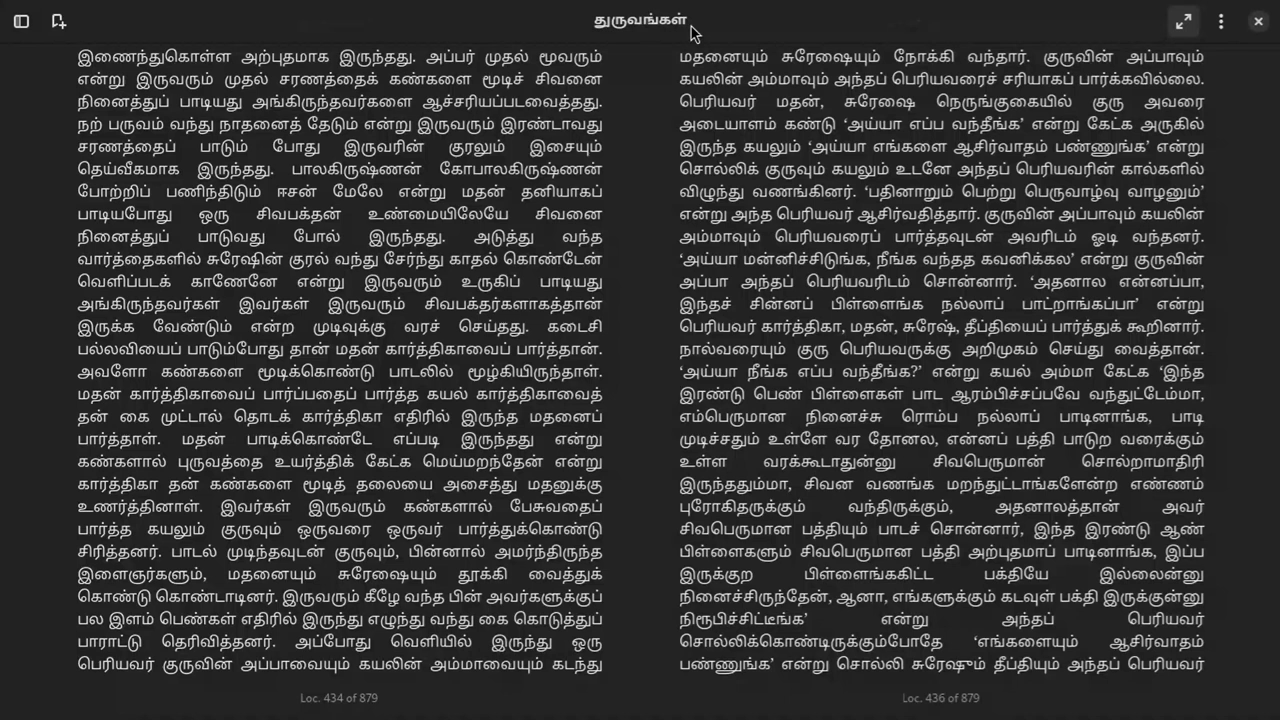 துருவங்கள்
இணைந்துகொள்ள அற்புதமாக இருந்தது. அப்பர் முதல் மூவரும்
என்று இருவரும் முதல் சரணத்தைக் கண்களை மூடிச் சிவனை
நினைத்துப் பாடியது அங்கிருந்தவர்களை ஆச்சரியப்படவைத்தது.
நற் பருவம் வந்து நாதனைத் தேடும் என்று இருவரும் இரண்டாவது
சரணத்தைப் பாடும் போது இருவரின் குரலும் இசையும்
தெய்வீகமாக இருந்தது. பாலகிருஷ்ணன் கோபாலகிருஷ்ணன்
போற்றிப் பணிந்திடும் ஈசன் மேலே என்று மதன் தனியாகப்
பாடியபோது ஒரு சிவபக்தன் உண்மையிலேயே சிவனை
நினைத்துப் பாடுவது போல் இருந்தது. அடுத்து வந்த
வார்த்தைகளில் சுரேஷின் குரல் வந்து சேர்ந்து காதல் கொண்டேன்
வெளிப்படக் காணேனே என்று இருவரும் உருகிப் பாடியது
அங்கிருந்தவர்கள் இவர்கள் இருவரும் சிவபக்தர்களாகத்தான்
இருக்க வேண்டும் என்ற முடிவுக்கு வரச் செய்தது. கடைசி
பல்லவியைப் பாடும்போது தான் மதன் கார்த்திகாவைப் பார்த்தான்.
அவளோ கண்களை மூடிக்கொண்டு பாடலில் மூழ்கியிருந்தாள்.
மதன் கார்த்திகாவைப் பார்ப்பதைப் பார்த்த கயல் கார்த்திகாவைத்
தன் கை முட்டால் தொடக் கார்த்திகா எதிரில் இருந்த மதனைப்
பார்த்தாள். மதன் பாடிக்கொண்டே எப்படி இருந்தது என்று
கண்களால் புருவத்தை உயர்த்திக் கேட்க மெய்மறந்தேன் என்று
கார்த்திகா தன் கண்களை மூடித் தலையை அசைத்து மதனுக்கு
உணர்த்தினாள். இவர்கள் இருவரும் கண்களால் பேசுவதைப்
பார்த்த கயலும் குருவும் ஒருவரை ஒருவர் பார்த்துக்கொண்டு
சிரித்தனர். பாடல் முடிந்தவுடன் குருவும், பின்னால் அமர்ந்திருந்த
இளைஞர்களும், மதனையும் சுரேஷையும் தூக்கி வைத்துக்
கொண்டு கொண்டாடினர். இருவரும் கீழே வந்த பின் அவர்களுக்குப்
பல இளம் பெண்கள் எதிரில் இருந்து எழுந்து வந்து கை கொடுத்துப்
பாராட்டு தெரிவித்தனர். அப்போது வெளியில் இருந்து ஒரு
பெரியவர் குருவின் அப்பாவையும் கயலின் அம்மாவையும் கடந்து
Loc. 434 of 879
மதனையும் சுரேஷையும் நோக்கி வந்தார். குருவின் அப்பாவும்
கயலின் அம்மாவும் அந்தப் பெரியவரைச் சரியாகப் பார்க்கவில்லை.
பெரியவர் மதன், சுரேஷை நெருங்குகையில் குரு அவரை
அடையாளம் கண்டு ‘அய்யா எப்ப வந்தீங்க’ என்று கேட்க அருகில்
இருந்த கயலும் ‘அய்யா எங்களை ஆசிர்வாதம் பண்ணுங்க’ என்று
சொல்லிக் குருவும் கயலும் உடனே அந்தப் பெரியவரின் கால்களில்
விழுந்து வணங்கினர். ‘பதினாறும் பெற்று பெருவாழ்வு வாழனும்’
என்று அந்த பெரியவர் ஆசிர்வதித்தார். குருவின் அப்பாவும் கயலின்
அம்மாவும் பெரியவரைப் பார்த்தவுடன் அவரிடம் ஓடி வந்தனர்.
‘அய்யா மன்னிச்சிடுங்க, நீங்க வந்தத கவனிக்கல’ என்று குருவின்
அப்பா அந்தப் பெரியவரிடம் சொன்னார். ‘அதனால என்னப்பா,
இந்தச் சின்னப் பிள்ளைங்க நல்லாப் பாட்றாங்கப்பா’ என்று
பெரியவர் கார்த்திகா, மதன், சுரேஷ், தீப்தியைப் பார்த்துக் கூறினார்.
நால்வரையும் குரு பெரியவருக்கு அறிமுகம் செய்து வைத்தான்.
‘அய்யா நீங்க எப்ப வந்தீங்க?’ என்று கயல் அம்மா கேட்க ‘இந்த
இரண்டு பெண் பிள்ளைகள் பாட ஆரம்பிச்சப்பவே வந்துட்டேம்மா,
எம்பெருமான நினைச்சு ரொம்ப நல்லாப் பாடினாங்க, பாடி
முடிச்சதும் உள்ளே வர தோனல, என்னப் பத்தி பாடுற வரைக்கும்
உள்ள வரக்கூடாதுன்னு சிவபெருமான் சொல்றாமாதிரி
இருந்ததும்மா, சிவன வணங்க மறந்துட்டாங்களேன்ற எண்ணம்
புரோகிதருக்கும் வந்திருக்கும், அதனாலத்தான் அவர்
சிவபெருமான பத்தியும் பாடச் சொன்னார், இந்த இரண்டு ஆண்
பிள்ளைகளும் சிவபெருமான பத்தி அற்புதமாப் பாடினாங்க, இப்ப
இருக்குற பிள்ளைங்ககிட்ட பக்தியே இல்லைன்னு
நினைச்சிருந்தேன், ஆனா, எங்களுக்கும் கடவுள் பக்தி இருக்குன்னு
நிரூபிச்சிட்டீங்க’ என்று அந்தப் பெரியவர்
சொல்லிக்கொண்டிருக்கும்போதே ‘எங்களையும் ஆசிர்வாதம்
பண்ணுங்க’ என்று சொல்லி சுரேஷும் தீப்தியும் அந்தப் பெரியவர்
Loc. 436 of 879